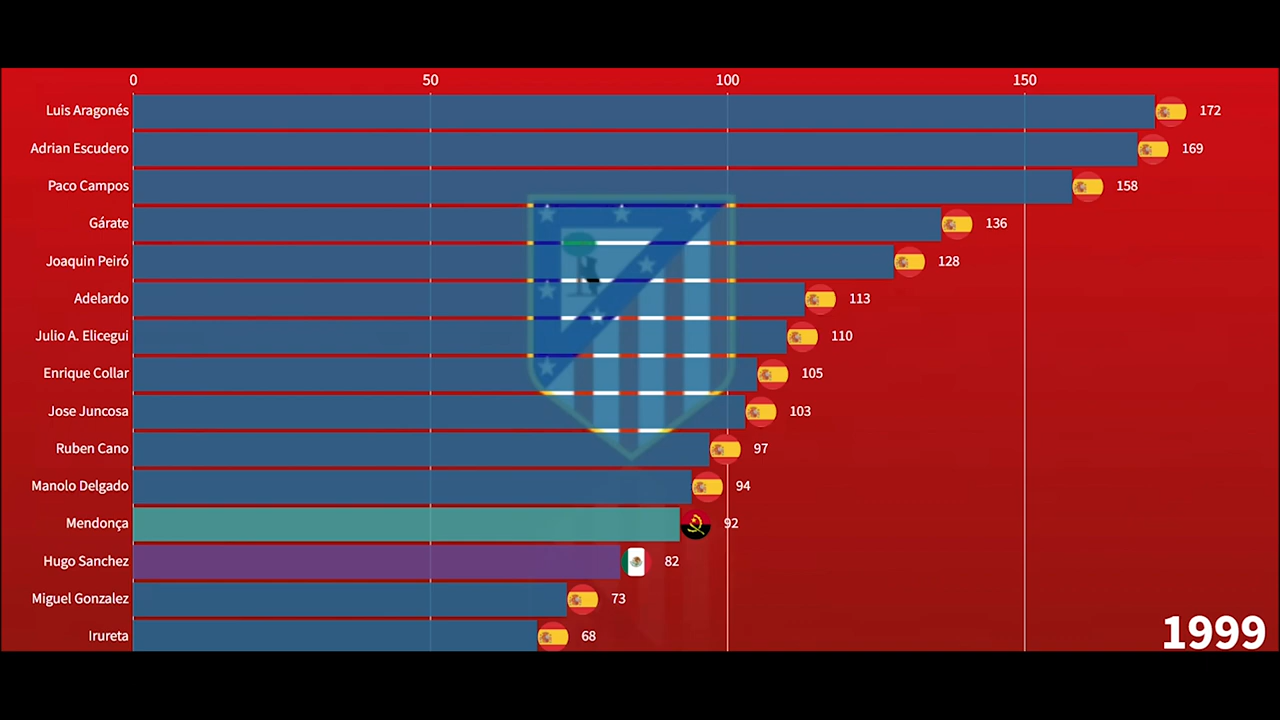 0 50 100 150
Luis Aragonés 172
Adrian Escudero 169
Paco Campos 158
Gárate 136
Joaquin Peiró 128
Adelardo 113
Julio A. Elicegui 110
Enrique Collar 105
Jose Juncosa 103
Ruben Cano 97
Manolo Delgado 94
Mendonça 92
Hugo Sanchez 82
Miguel Gonzalez 73
Irureta 68
1999